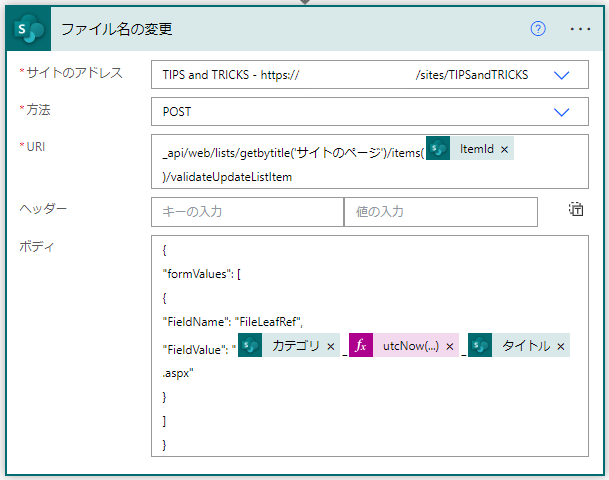 ファイル名の変更
*サイトのアドレス
TIPS and TRICKS - https:// /sites/TIPSandTRICKS
*方法
POST
*URI
_api/web/lists/getbytitle('サイトのページ')/items( ItemId ×
)/validateUpdateListItem
ヘッダー
キーの入力 値の入力
ボディ
{
"formValues": [
{
"FieldName": "FileLeafRef",
"FieldValue": " カテゴリ × _ fx utcNow(...) × _ タイトル ×
.aspx"
}
]
}